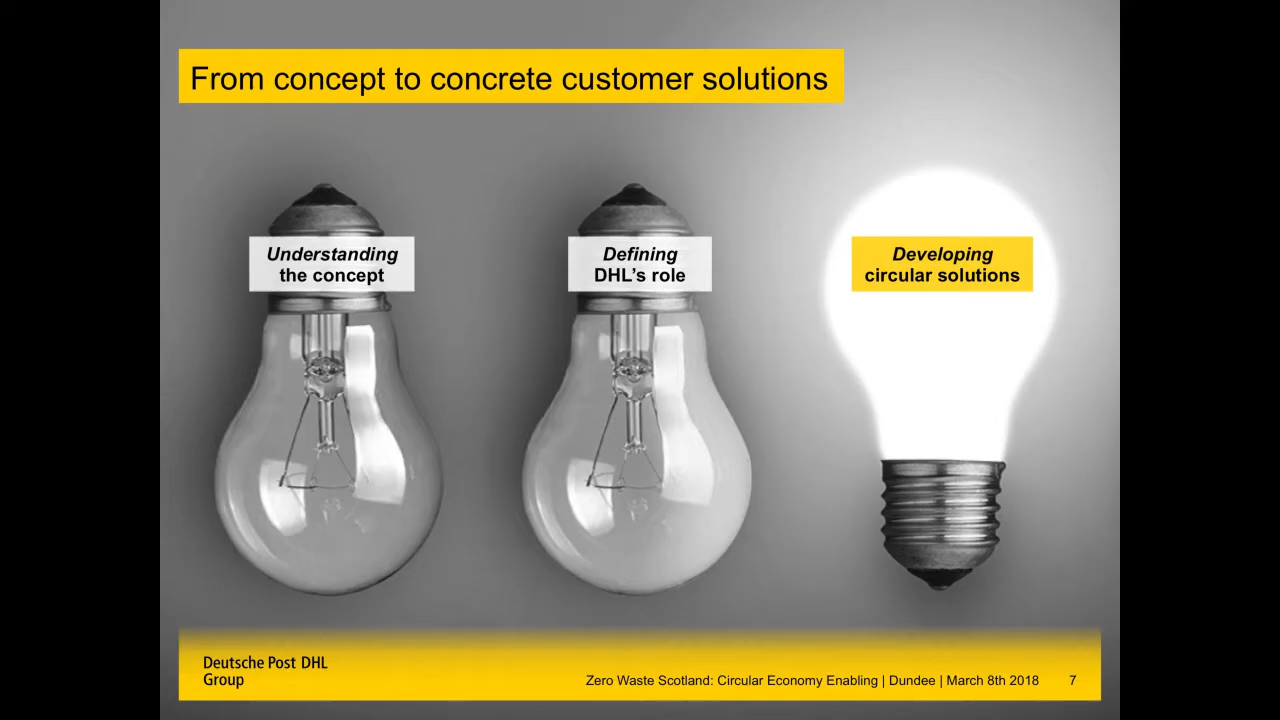 From concept to concrete customer solutions
Understanding
the concept
Defining
DHL's role
Developing
circular solutions
Deutsche Post DHL
Group
Zero Waste Scotland: Circular Economy Enabling | Dundee | March 8th 2018 7